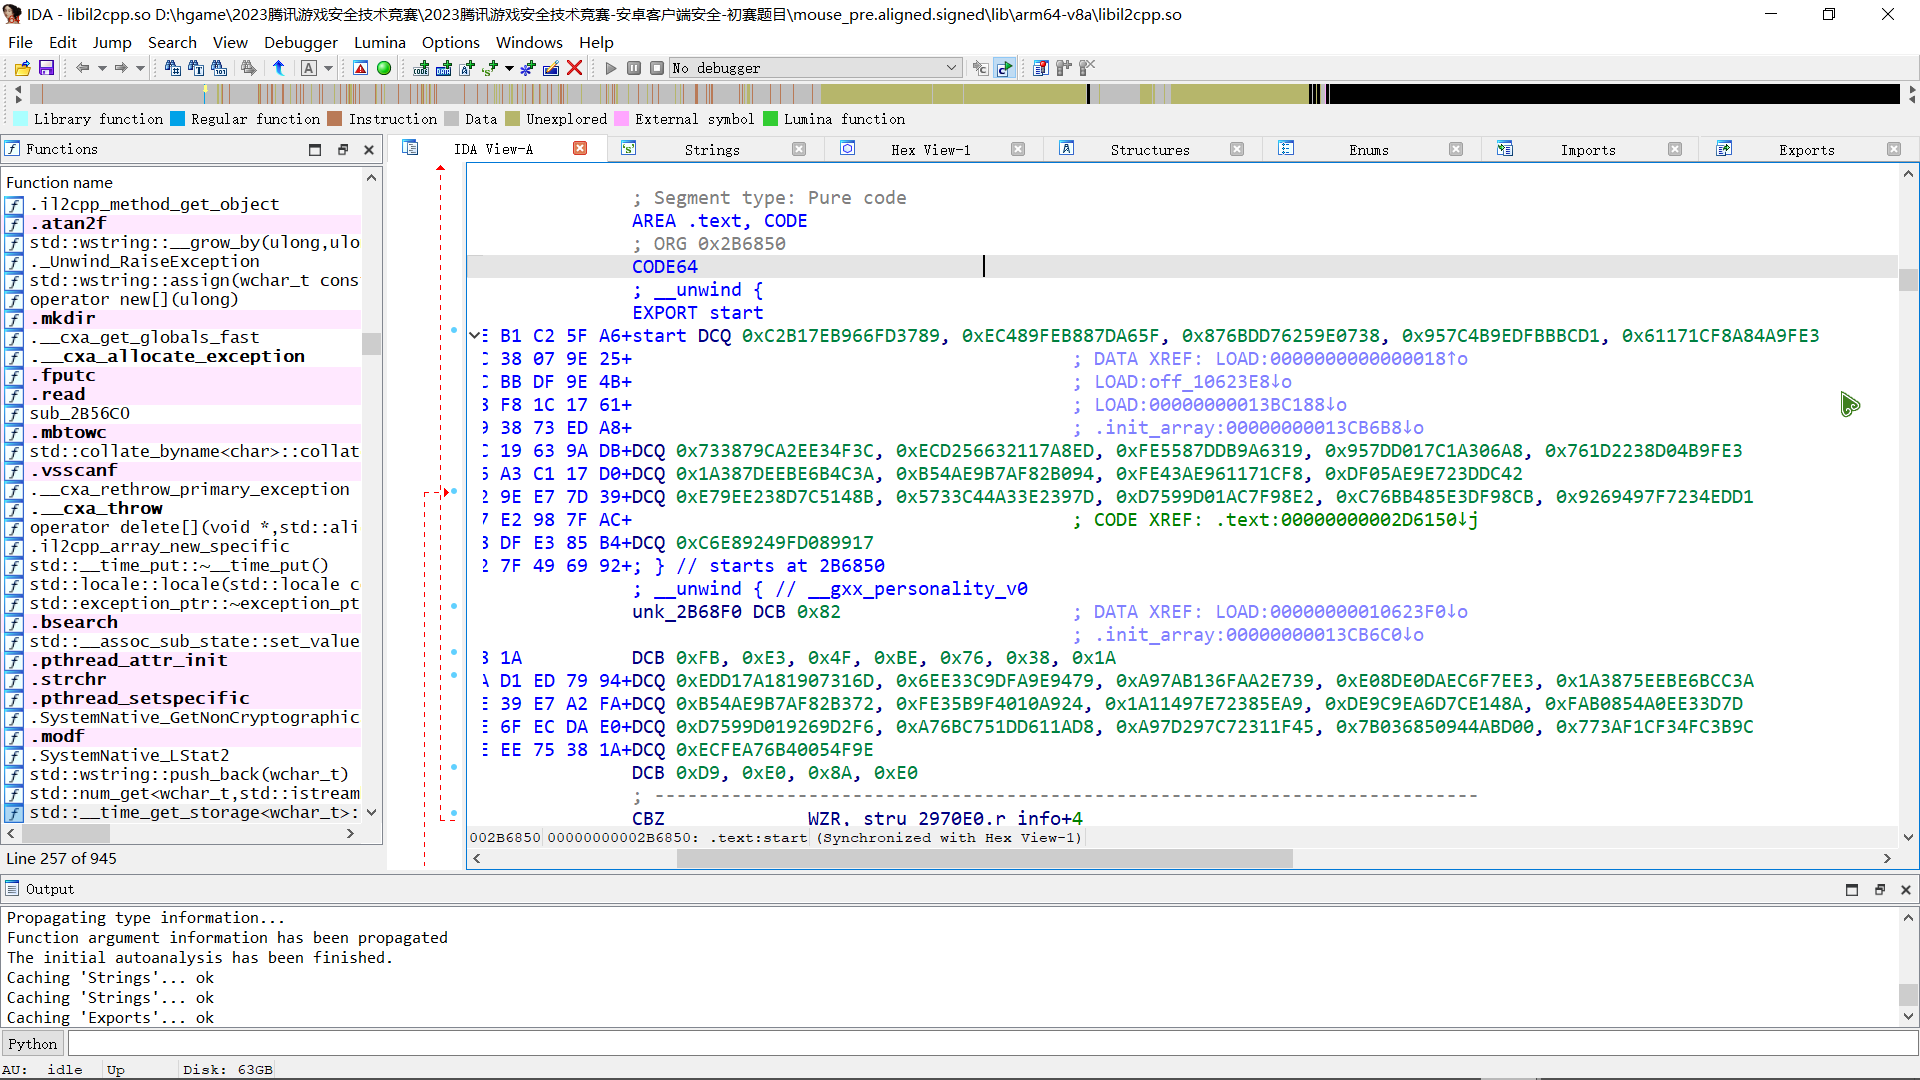 IDA - libil2cpp.so D:\hgame\2023腾讯游戏安全技术竞赛\2023腾讯游戏安全技术竞赛-安卓客户端安全-初赛题目\mouse_pre.aligned.signed\lib\arm64-v8a\libil2cpp.so
File Edit Jump Search View Debugger Lumina Options Windows Help
No debugger
Library function Regular function Instruction Data Unexplored External symbol Lumina function
Functions
IDA View-A Strings Hex View-1 Structures Enums Imports Exports
Function name
.il2cpp_method_get_object
.atan2f
std::wstring::__grow_by(ulong,ulo
._Unwind_RaiseException
std::wstring::assign(wchar_t cons
operator new[](ulong)
.mkdir
.__cxa_get_globals_fast
.__cxa_allocate_exception
.fputc
.read
sub_2B56C0
.mbtowc
std::collate_byname<char>::collat
.vsscanf
.__cxa_rethrow_primary_exception
.__cxa_throw
operator delete[](void *,std::ali
.il2cpp_array_new_specific
std::__time_put::~__time_put()
std::locale::locale(std::locale c
std::exception_ptr::~exception_pt
.bsearch
std::__assoc_sub_state::set_value
.pthread_attr_init
.strchr
.pthread_setspecific
.SystemNative_GetNonCryptographic
.modf
.SystemNative_LStat2
std::wstring::push_back(wchar_t)
std::num_get<wchar_t,std::istream
std::__time_get_storage<wchar_t>:
Line 257 of 945
; Segment type: Pure code
AREA .text, CODE
; ORG 0x2B6850
CODE64
; __unwind {
EXPORT start
B1 C2 5F A6+start DCQ 0xC2B17EB966FD3789, 0xEC489FEB887DA65F, 0x876BDD76259E0738, 0x957C4B9EDFBBBCD1, 0x61171CF8A84A9FE3
38 07 9E 25+ ; DATA XREF: LOAD:0000000000000018↑o
BB DF 9E 4B+ ; LOAD:off_10623E8↓o
F8 1C 17 61+ ; LOAD:00000000013BC188↓o
38 73 ED A8+ ; .init_array:00000000013CB6B8↓o
19 63 9A DB+DCQ 0x733879CA2EE34F3C, 0xECD256632117A8ED, 0xFE5587DDB9A6319, 0x957DD017C1A306A8, 0x761D2238D04B9FE3
A3 C1 17 D0+DCQ 0x1A387DEEBE6B4C3A, 0xB54AE9B7AF82B094, 0xFE43AE961171CF8, 0xDF05AE9E723DDC42
9E E7 7D 39+DCQ 0xE79EE238D7C5148B, 0x5733C44A33E2397D, 0xD7599D01AC7F98E2, 0xC76BB485E3DF98CB, 0x9269497F7234EDD1
E2 98 7F AC+ ; CODE XREF: .text:00000000002D6150↓j
DF E3 85 B4+DCQ 0xC6E89249FD089917
7F 49 69 92+; } // starts at 2B6850
; __unwind { // __gxx_personality_v0
unk_2B68F0 DCB 0x82 ; DATA XREF: LOAD:00000000010623F0↓o
; .init_array:00000000013CB6C0↓o
1A DCB 0xFB, 0xE3, 0x4F, 0xBE, 0x76, 0x38, 0x1A
D1 ED 79 94+DCQ 0xEDD17A181907316D, 0x6EE33C9DFA9E9479, 0xA97AB136FAA2E739, 0xE08DE0DAEC6F7EE3, 0x1A3875EEBE6BCC3A
39 E7 A2 FA+DCQ 0xB54AE9B7AF82B372, 0xFE35B9F4010A924, 0x1A11497E72385EA9, 0xDE9C9EA6D7CE148A, 0xFAB0854A0EE33D7D
6F EC DA E0+DCQ 0xD7599D019269D2F6, 0xA76BC751DD611AD8, 0xA97D297C72311F45, 0x7B036850944ABD00, 0x773AF1CF34FC3B9C
EE 75 38 1A+DCQ 0xECFEA76B40054F9E
DCB 0xD9, 0xE0, 0x8A, 0xE0
; ---------------------------------------------------------------------------
CBZ WZR, stru_2970E0.r_info+4
002B6850 00000000002B6850: .text:start (Synchronized with Hex View-1)
Output
Propagating type information...
Function argument information has been propagated
The initial autoanalysis has been finished.
Caching 'Strings'... ok
Caching 'Strings'... ok
Caching 'Exports'... ok
Python
AU: idle Up Disk: 63GB